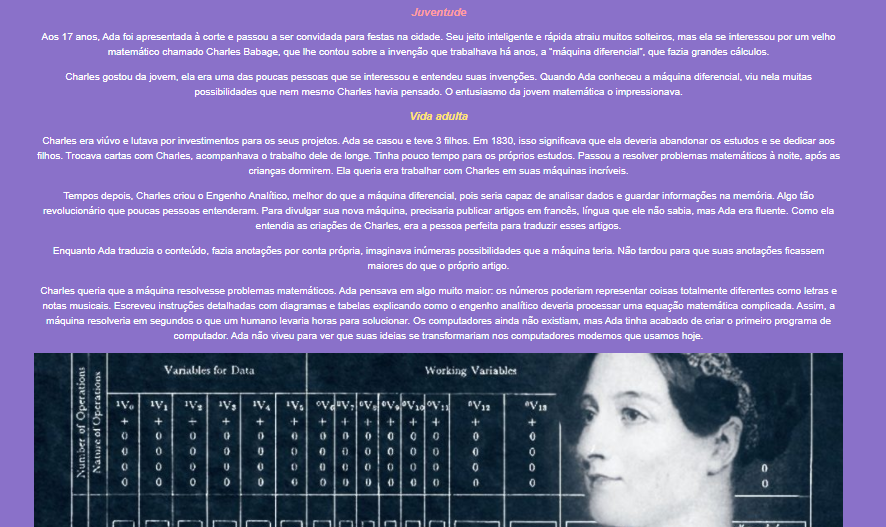 Juventude
Aos 17 anos, Ada foi apresentada à corte e passou a ser convidada para festas na cidade. Seu jeito inteligente e rápida atraiu muitos solteiros, mas ela se interessou por um velho
matemático chamado Charles Babage, que lhe contou sobre a invenção que trabalhava há anos, a "máquina diferencial", que fazia grandes cálculos.
Charles gostou da jovem, ela era uma das poucas pessoas que se interessou e entendeu suas invenções. Quando Ada conheceu a máquina diferencial, viu nela muitas
possibilidades que nem mesmo Charles havia pensado. O entusiasmo da jovem matemática o impressionava.
Vida adulta
Charles era viúvo e lutava por investimentos para os seus projetos. Ada se casou e teve 3 filhos. Em 1830, isso significava que ela deveria abandonar os estudos e se dedicar aos
filhos. Trocava cartas com Charles, acompanhava o trabalho dele de longe. Tinha pouco tempo para os próprios estudos. Passou a resolver problemas matemáticos à noite, após as
crianças dormirem. Ela queria era trabalhar com Charles em suas máquinas incríveis.
Tempos depois, Charles criou o Engenho Analítico, melhor do que a máquina diferencial, pois seria capaz de analisar dados e guardar informações na memória. Algo tão
revolucionário que poucas pessoas entenderam. Para divulgar sua nova máquina, precisaria publicar artigos em francês, língua que ele não sabia, mas Ada era fluente. Como ela
entendia as criações de Charles, era a pessoa perfeita para traduzir esses artigos.
Enquanto Ada traduzia o conteúdo, fazia anotações por conta própria, imaginava inúmeras possibilidades que a máquina teria. Não tardou para que suas anotações ficassem
maiores do que o próprio artigo.
Charles queria que a máquina resolvesse problemas matemáticos. Ada pensava em algo muito maior: os números poderiam representar coisas totalmente diferentes como letras e
notas musicais. Escreveu instruções detalhadas com diagramas e tabelas explicando como o engenho analítico deveria processar uma equação matemática complicada. Assim, a
máquina resolveria em segundos o que um humano levaria horas para solucionar. Os computadores ainda não existiam, mas Ada tinha acabado de criar o primeiro programa de
computador. Ada não viveu para ver que suas ideias se transformariam nos computadores modernos que usamos hoje.
Number of Operations
Nature of Operations
Variables for Data
Working Variables
¹V₀ ¹V₁ ¹V₂ ¹V₃ ¹V₄ ¹V₅ ⁰V₆ ⁰V₇ ⁰V₈ ⁰V₉ ⁰V₁₀ ⁰V₁₁ ⁰V₁₂ ⁰V₁₃
+ + + + + + + + + + + + + +
0 0 0 0 0 0 0 0 0 0 0 0 0 0
0 0 0 0 0 0 0 0 0 0 0 0 0 0
0 0 0 0 0 0 0 0 0 0 0 0 0 0 0
0 0 0 0 0 0 0 0 0 0 0 0 0 0 0